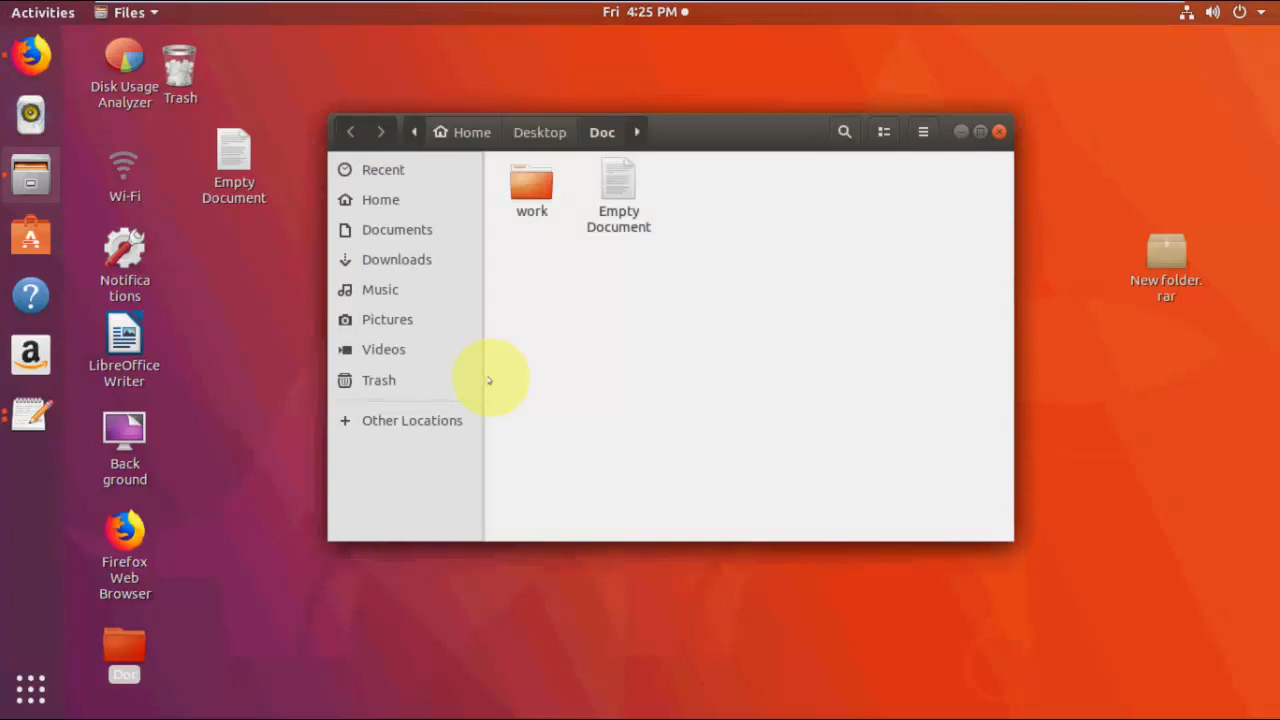 Activities
Files
Fri 4:25 PM
Disk Usage
Analyzer
Trash
Empty
Document
Wi-Fi
Notifica
tions
LibreOffice
Writer
Back
ground
Firefox
Web
Browser
Doc
Home
Desktop
Doc
Recent
Home
Documents
Downloads
Music
Pictures
Videos
Trash
Other Locations
work
Empty
Document
New folder.
rar